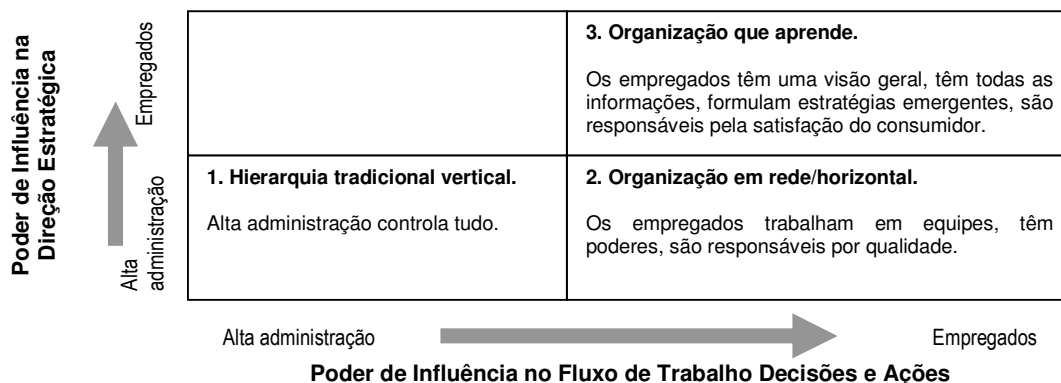 Poder de Influência na
Direção Estratégica
Alta
administração
Empregados
3. Organização que aprende.
Os empregados têm uma visão geral, têm todas as
informações, formulam estratégias emergentes, são
responsáveis pela satisfação do consumidor.
1. Hierarquia tradicional vertical.
Alta administração controla tudo.
2. Organização em rede/horizontal.
Os empregados trabalham em equipes, têm
poderes, são responsáveis por qualidade.
Alta administração
Empregados
Poder de Influência no Fluxo de Trabalho Decisões e Ações